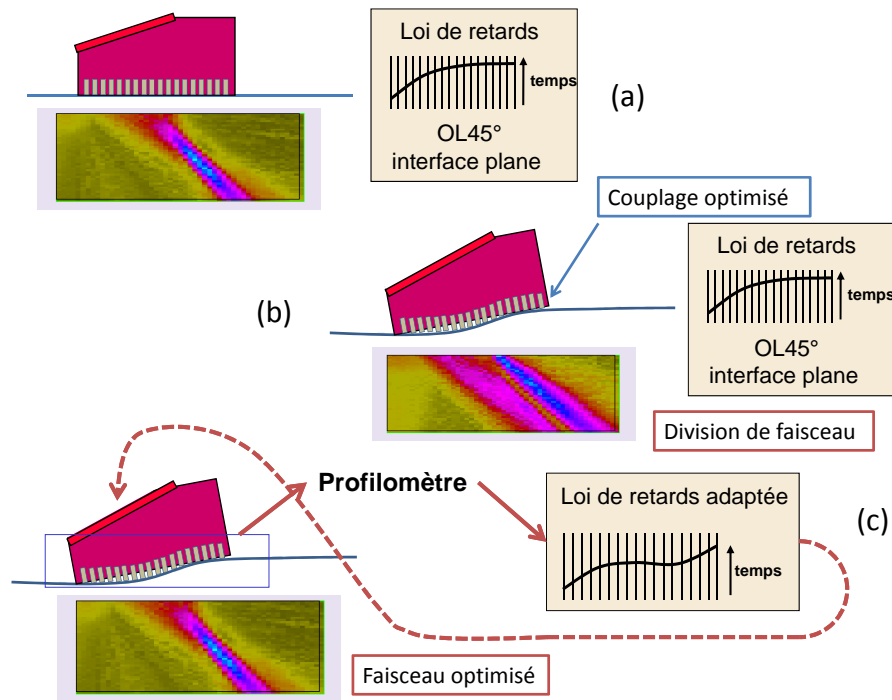 Loi de retards
temps
OL45°
interface plane
(a)
Couplage optimisé
(b)
Loi de retards
temps
OL45°
interface plane
Division de faisceau
Profilomètre
Loi de retards adaptée
temps
(c)
Faisceau optimisé